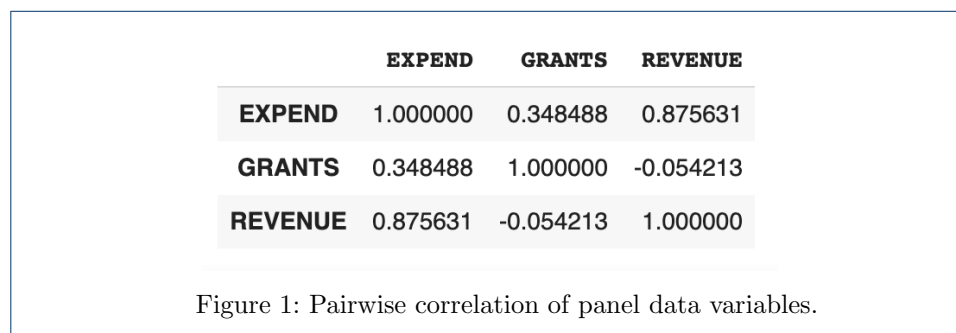 EXPEND GRANTS REVENUE
EXPEND 1.000000 0.348488 0.875631
GRANTS 0.348488 1.000000 -0.054213
REVENUE 0.875631 -0.054213 1.000000
Figure 1: Pairwise correlation of panel data variables.